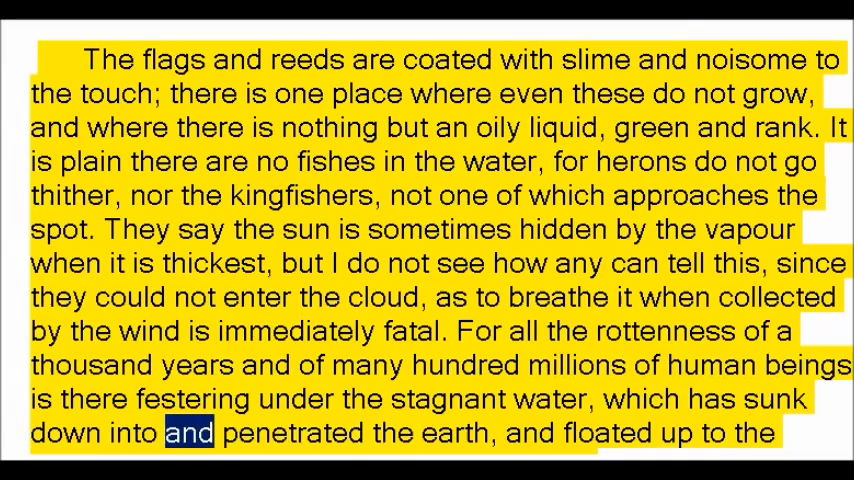 The flags and reeds are coated with slime and noisome to
the touch; there is one place where even these do not grow,
and where there is nothing but an oily liquid, green and rank. It
is plain there are no fishes in the water, for herons do not go
thither, nor the kingfishers, not one of which approaches the
spot. They say the sun is sometimes hidden by the vapour
when it is thickest, but I do not see how any can tell this, since
they could not enter the cloud, as to breathe it when collected
by the wind is immediately fatal. For all the rottenness of a
thousand years and of many hundred millions of human beings
is there festering under the stagnant water, which has sunk
down into and penetrated the earth, and floated up to the